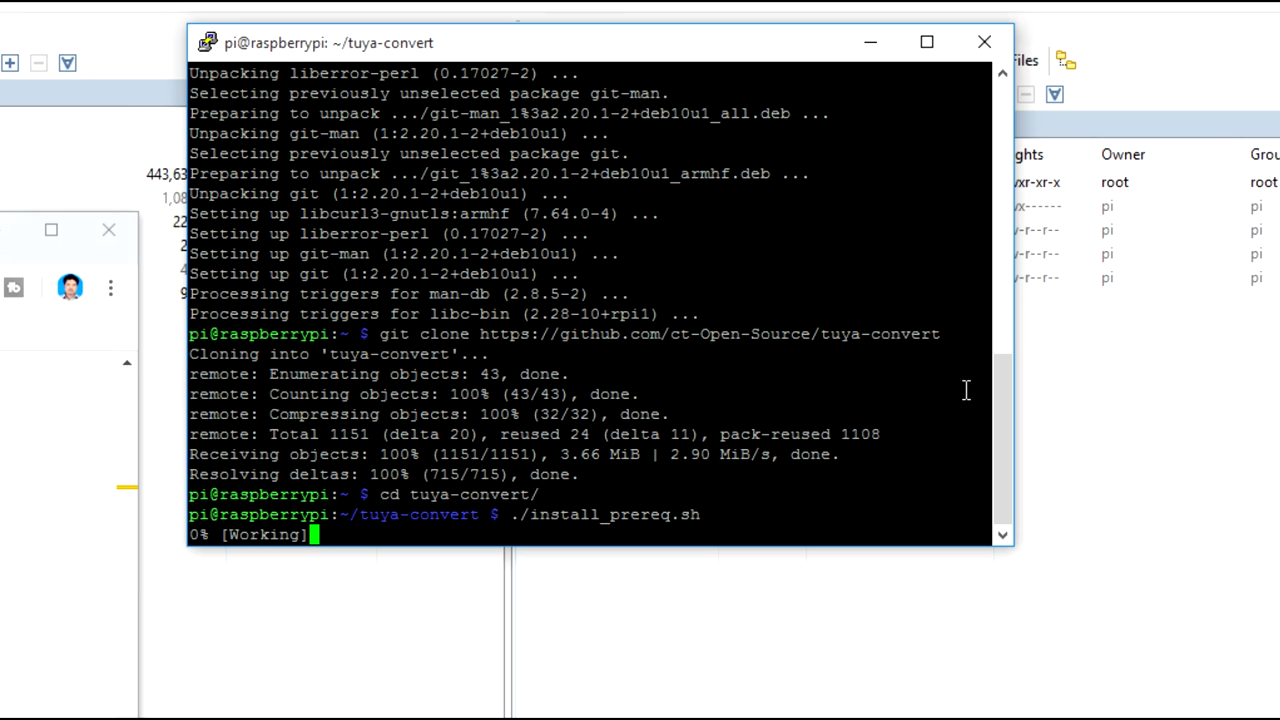 pi@raspberrypi: ~/tuya-convert
Unpacking liberror-perl (0.17027-2) ...
Selecting previously unselected package git-man.
Preparing to unpack .../git-man_1%3a2.20.1-2+deb10u1_all.deb ...
Unpacking git-man (1:2.20.1-2+deb10u1) ...
Selecting previously unselected package git.
Preparing to unpack .../git_1%3a2.20.1-2+deb10u1_armhf.deb ...
Unpacking git (1:2.20.1-2+deb10u1) ...
Setting up libcurl3-gnutls:armhf (7.64.0-4) ...
Setting up liberror-perl (0.17027-2) ...
Setting up git-man (1:2.20.1-2+deb10u1) ...
Setting up git (1:2.20.1-2+deb10u1) ...
Processing triggers for man-db (2.8.5-2) ...
Processing triggers for libc-bin (2.28-10+rpi1) ...
pi@raspberrypi:~ $ git clone https://github.com/ct-Open-Source/tuya-convert
Cloning into 'tuya-convert'...
remote: Enumerating objects: 43, done.
remote: Counting objects: 100% (43/43), done.
remote: Compressing objects: 100% (32/32), done.
remote: Total 1151 (delta 20), reused 24 (delta 11), pack-reused 1108
Receiving objects: 100% (1151/1151), 3.66 MiB | 2.90 MiB/s, done.
Resolving deltas: 100% (715/715), done.
pi@raspberrypi:~ $ cd tuya-convert/
pi@raspberrypi:~/tuya-convert $ ./install_prereq.sh
0% [Working]
443,63
1,08
22
2
4
9
Files
ghts Owner Grou
wxr-xr-x root root
vx------ pi pi
v-r--r-- pi pi
v-r--r-- pi pi
v-r--r-- pi pi